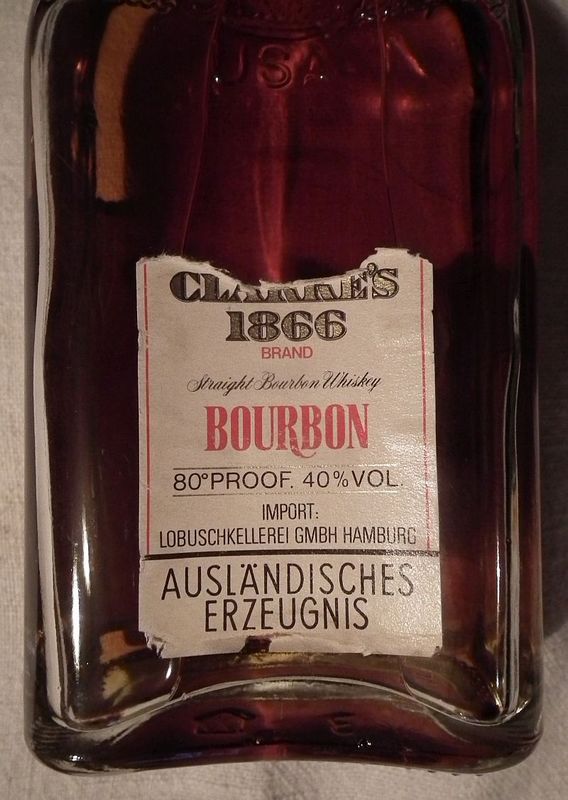 USA
CLARKE'S
1866
BRAND
Straight Bourbon Whiskey
BOURBON
80°PROOF. 40%VOL.
IMPORT:
LOBUSCHKELLEREI GMBH HAMBURG
AUSLÄNDISCHES
ERZEUGNIS